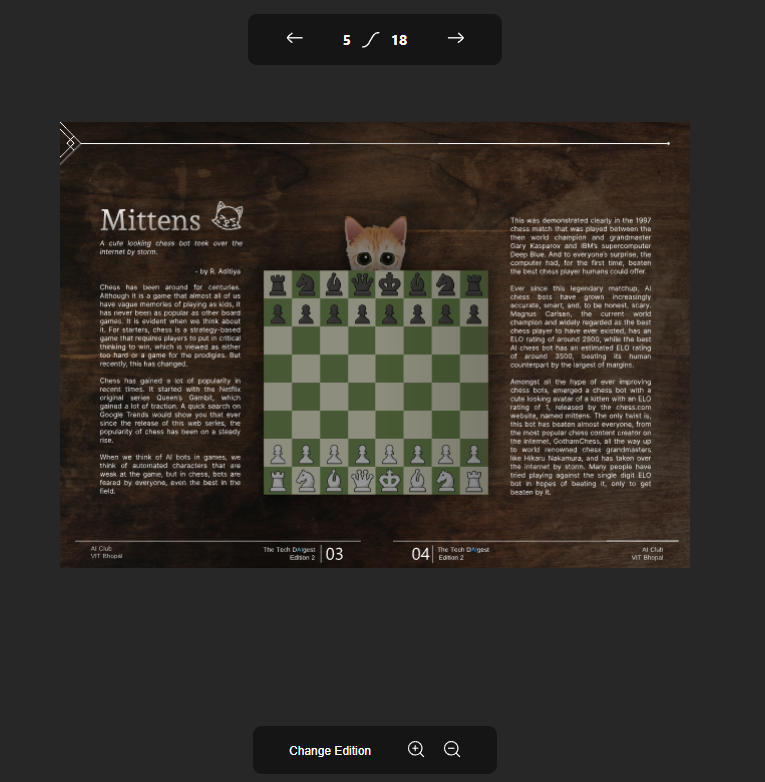 5 18
Mittens
A cute looking chess bot took over the
internet by storm.
- by R. Aditiya
Chess has been around for centuries.
Although it is a game that almost all of us
have vague memories of playing as kids, it
has never been as popular as other board
games. It is evident when we think about
it. For starters, chess is a strategy-based
game that requires players to put in critical
thinking to win, which is viewed as either
too hard or a game for the prodigies. But
recently, this has changed.
Chess has gained a lot of popularity in
recent times. It started with the Netflix
original series Queen's Gambit, which
gained a lot of traction. A quick search on
Google Trends would show you that ever
since the release of this web series, the
popularity of chess has been on a steady
rise.
When we think of AI bots in games, we
think of automated characters that are
weak at the game, but in chess, bots are
feared by everyone, even the best in the
field.
This was demonstrated clearly in the 1997
chess match that was played between the
then world champion and grandmaster
Gary Kasparov and IBM's supercomputer
Deep Blue. And to everyone's surprise, the
computer had, for the first time, beaten
the best chess player humans could offer.
Ever since this legendary matchup, AI
chess bots have grown increasingly
accurate, smart, and, to be honest, scary.
Magnus Carlsen, the current world
champion and widely regarded as the best
chess player to have ever existed, has an
ELO rating of around 2800, while the best
AI chess bot has an estimated ELO rating
of around 3500, beating its human
counterpart by the largest of margins.
Amongst all the hype of ever improving
chess bots, emerged a chess bot with a
cute looking avatar of a kitten with an ELO
rating of 1, released by the chess.com
website, named mittens. The only twist is,
this bot has beaten almost everyone, from
the most popular chess content creator on
the internet, GothamChess, all the way up
to world renowned chess grandmasters
like Hikaru Nakamura, and has taken over
the internet by storm. Many people have
tried playing against the single digit ELO
bot in hopes of beating it, only to get
beaten by it.
AI Club
VIT Bhopal
The Tech DAIgest
Edition 2
03
04
The Tech DAIgest
Edition 2
AI Club
VIT Bhopal
Change Edition